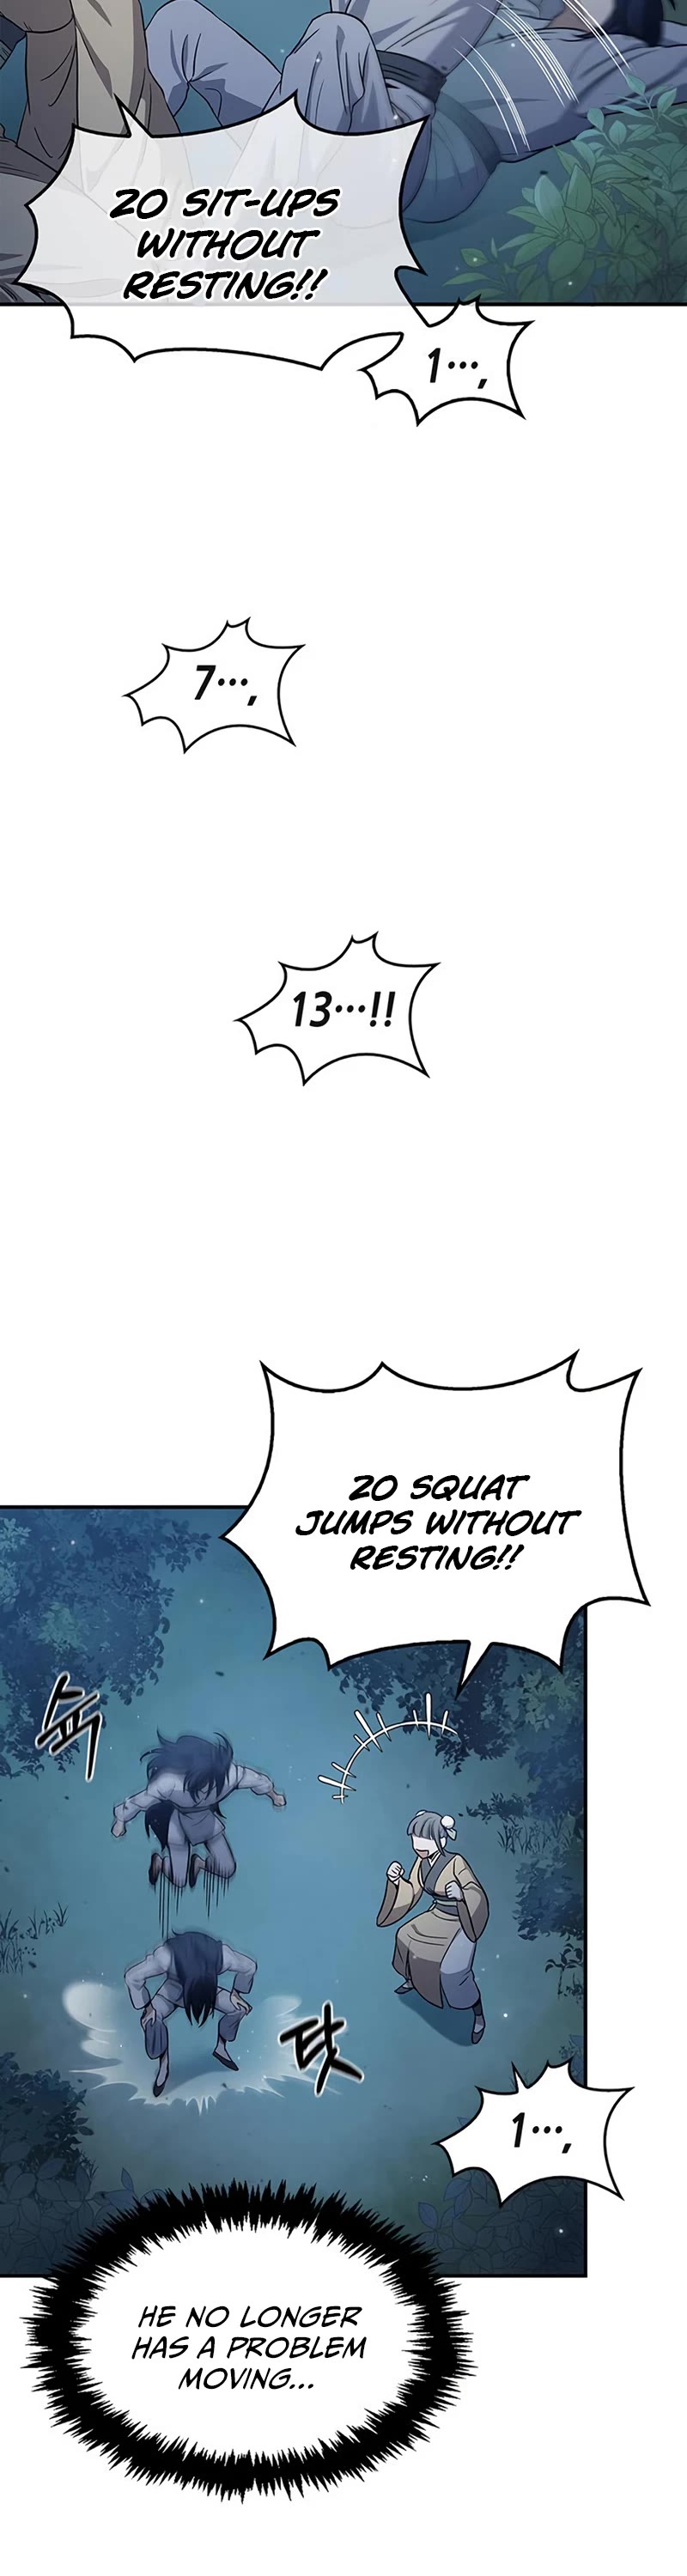 20 SIT-UPS
WITHOUT
RESTING!!
1…,
7…,
13…!!
20 SQUAT
JUMPS WITHOUT
RESTING!!
슉
탓
1…,
HE NO LONGER
HAS A PROBLEM
MOVING...